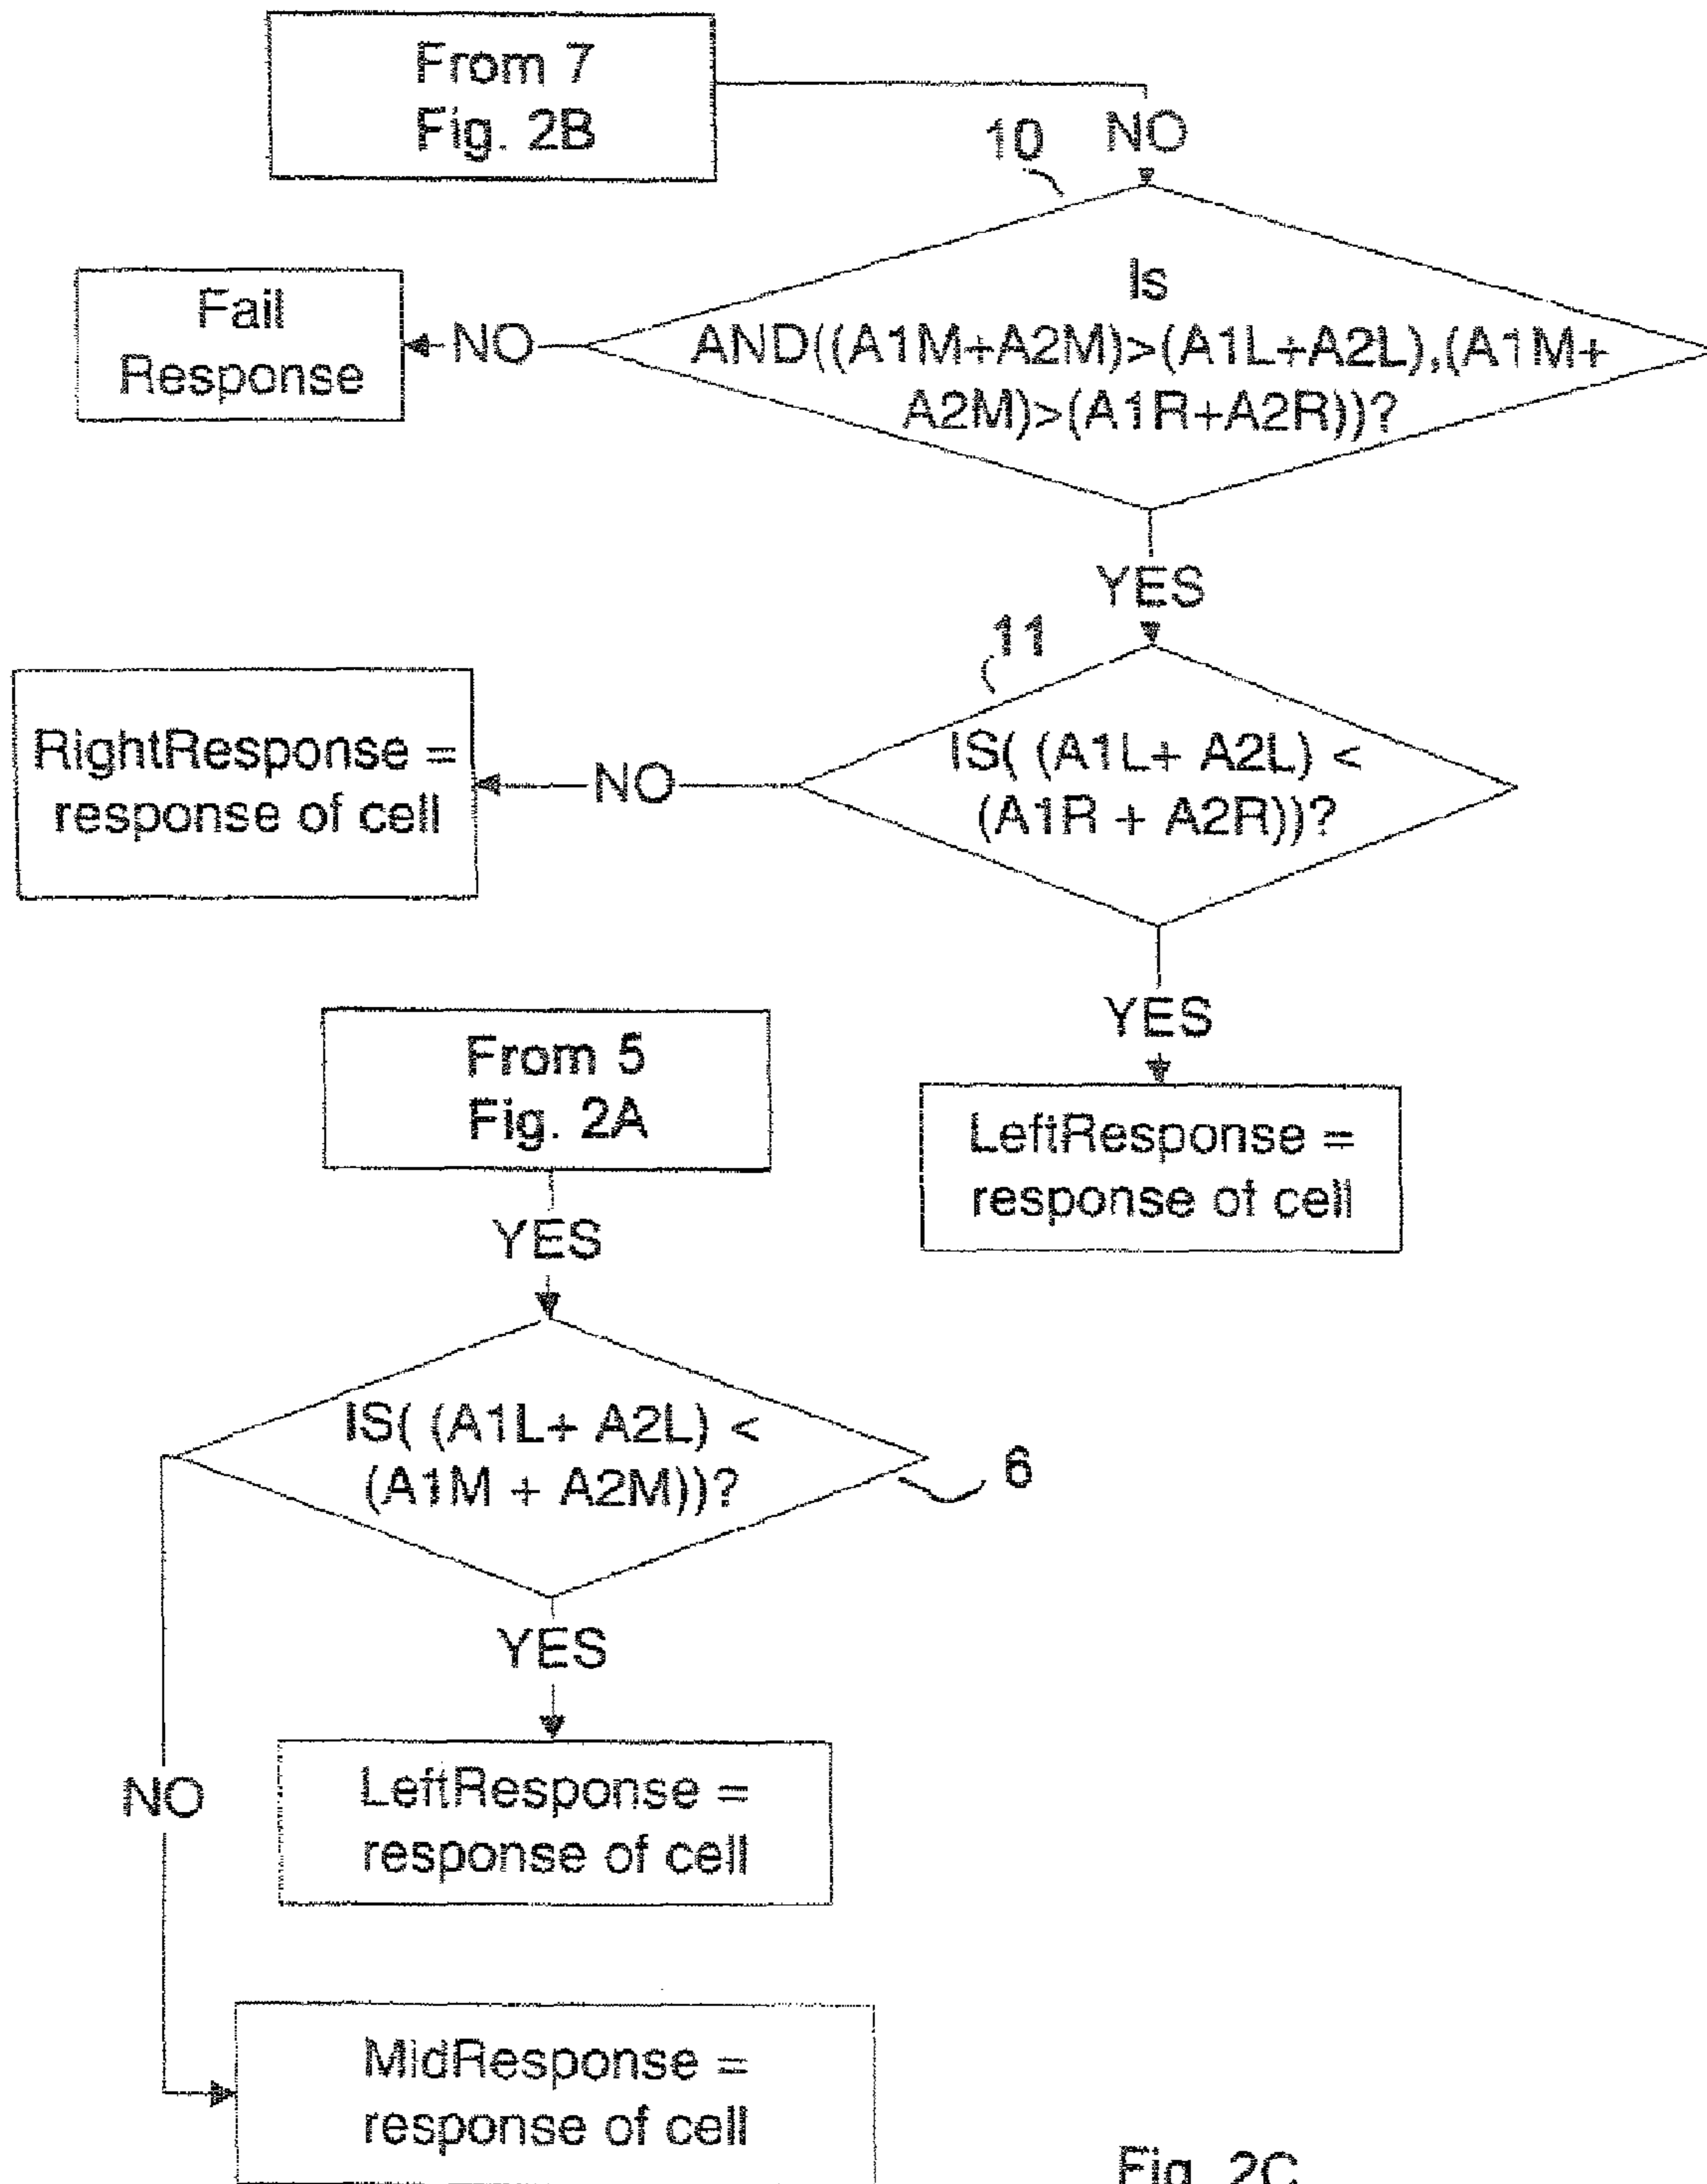 From 7
Fig. 2B
10
NO
Is
AND((A1M+A2M)>(A1L+A2L),(A1M+
A2M)>(A1R+A2R))?
NO
Fail
Response
YES
11
IS( (A1L+ A2L) <
(A1R + A2R))?
NO
RightResponse =
response of cell
YES
LeftResponse =
response of cell
From 5
Fig. 2A
YES
IS( (A1L+ A2L) <
(A1M + A2M))?
6
YES
LeftResponse =
response of cell
NO
MidResponse =
response of cell
Fig. 2C